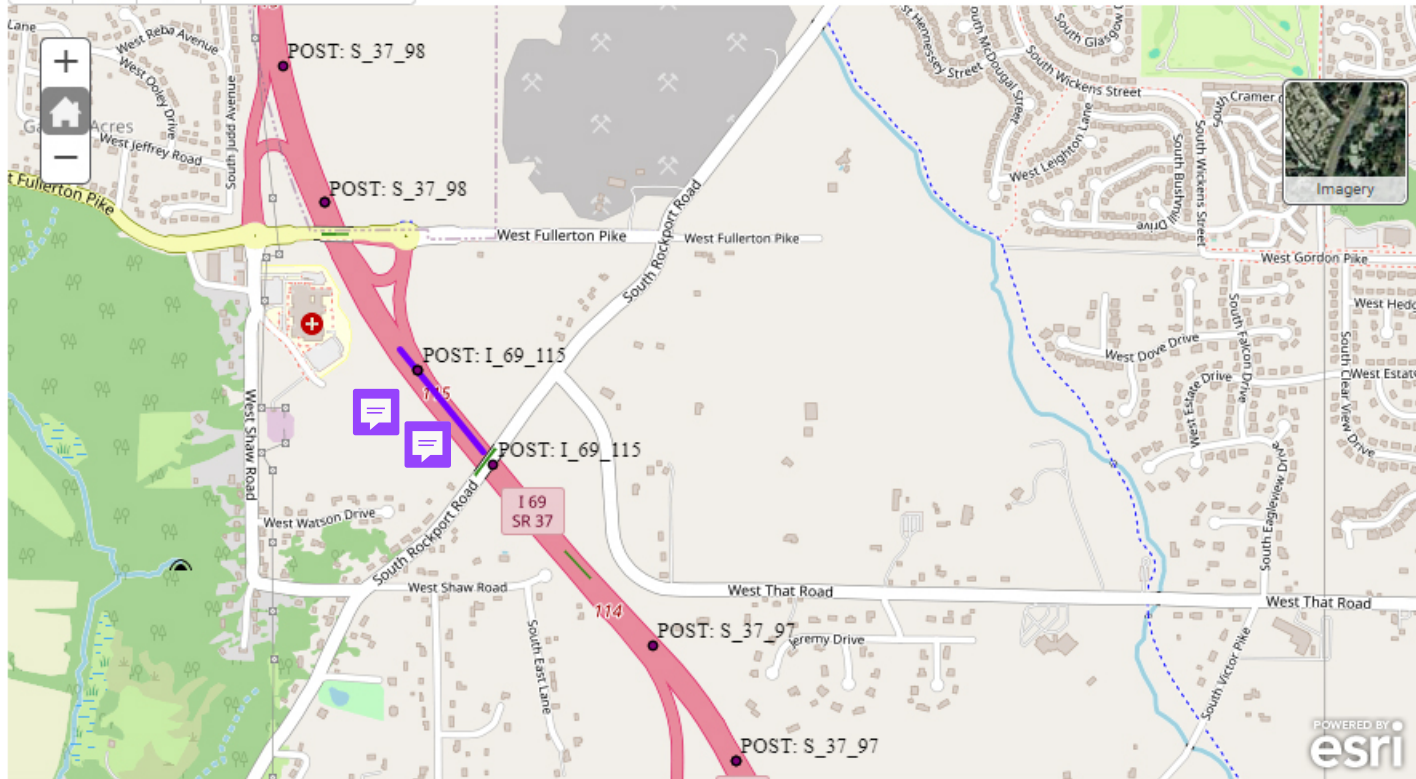 Lane
West Reba Avenue
West Ooley Drive
South Judd Avenue
POST: S_37_98
+
−
Acres
West Jeffrey Road
t Fullerton Pike
POST: S_37_98
West Fullerton Pike
West Fullerton Pike
South Rockport Road
st Hennessey Street
outh McDougal Street
South Glasgow
South Wickens Street
South Cramer
West Leighton Lane
South Bushmill
Drive
South Wickens Street
Imagery
West Gordon Pike
West Hedg
South Falcon Drive
West Dove Drive
South Clear View Drive
West Estate Drive
West Estate
POST: I_69_115
115
West Shaw Road
POST: I_69_115
I 69
SR 37
West Watson Drive
South Rockport Road
South Eagleview Drive
West Shaw Road
West That Road
West That Road
114
South East Lane
POST: S_37_97
Jeremy Drive
South Victor Pike
POST: S_37_97
POWERED BY
esri